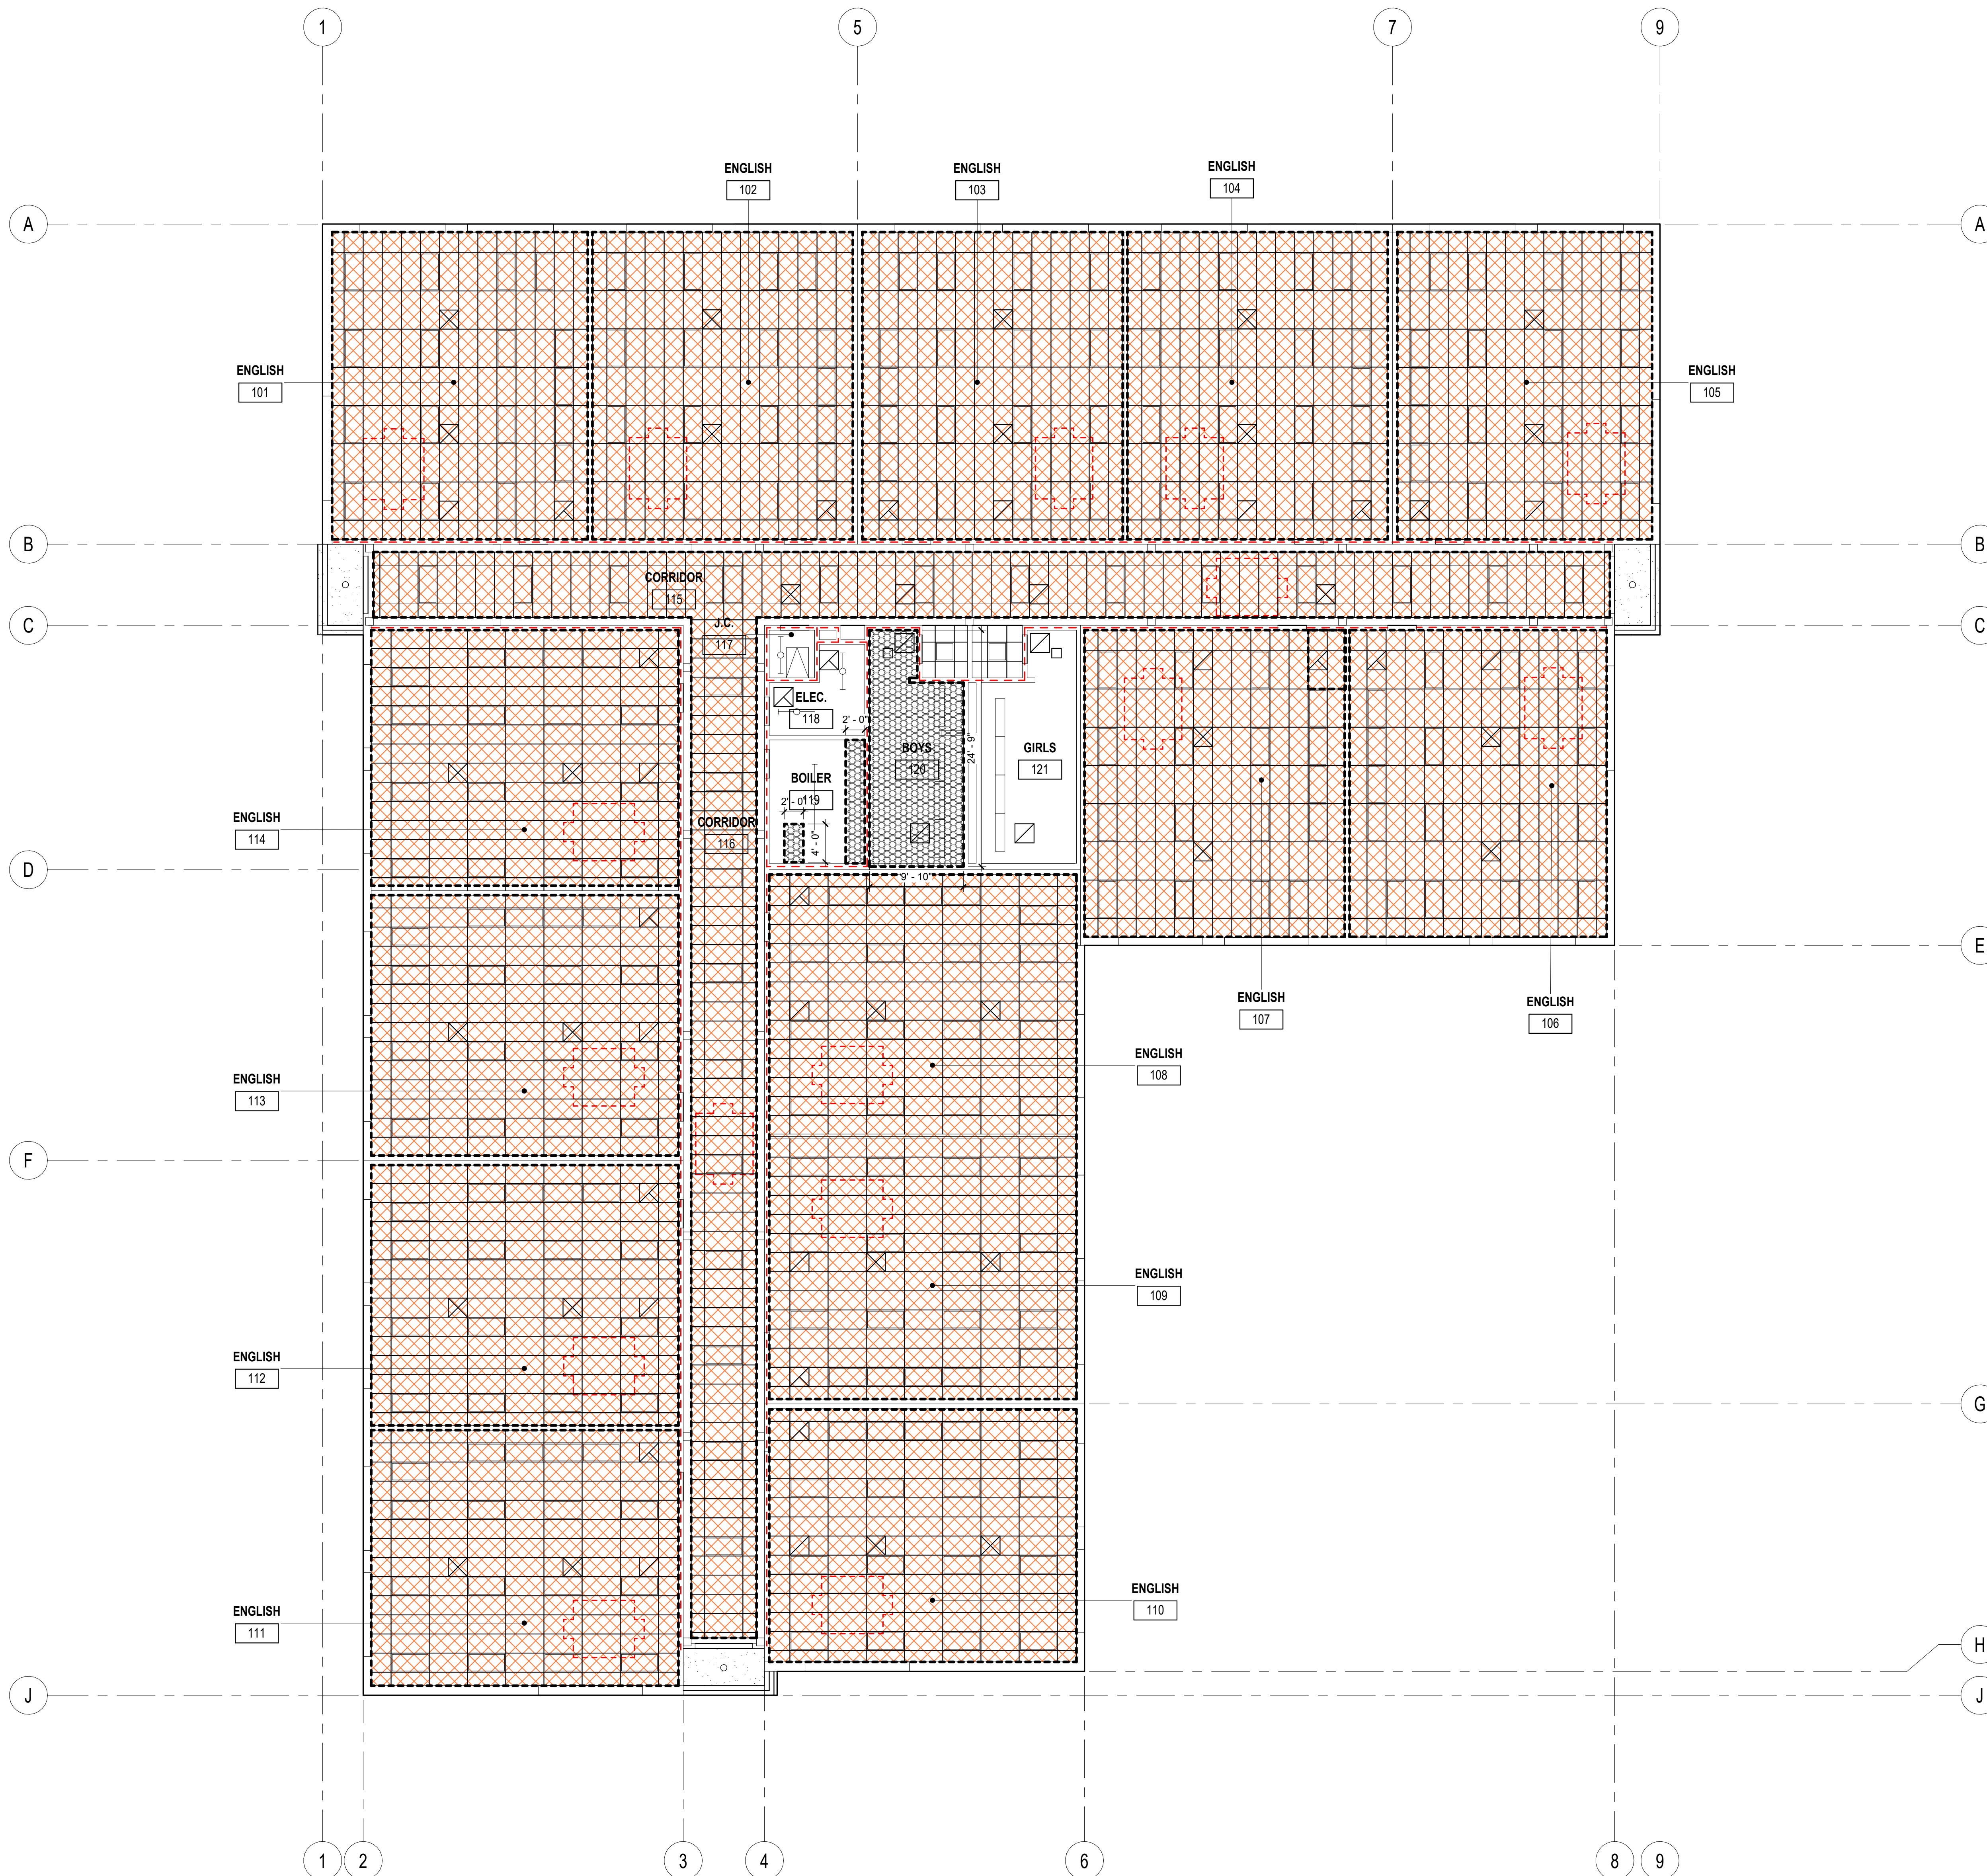 1
5
7
9
ENGLISH
102
ENGLISH
103
ENGLISH
104
A
A
ENGLISH
101
ENGLISH
105
B
B
CORRIDOR
115
C
C
J.C.
117
ELEC.
118
2' - 0"
BOYS
120
24' - 9"
GIRLS
121
BOILER
119
2' - 0"
4' - 0"
CORRIDOR
116
ENGLISH
114
D
9' - 10"
E
ENGLISH
107
ENGLISH
106
ENGLISH
108
ENGLISH
113
F
ENGLISH
109
ENGLISH
112
G
ENGLISH
110
ENGLISH
111
H
J
J
1
2
3
4
6
8
9